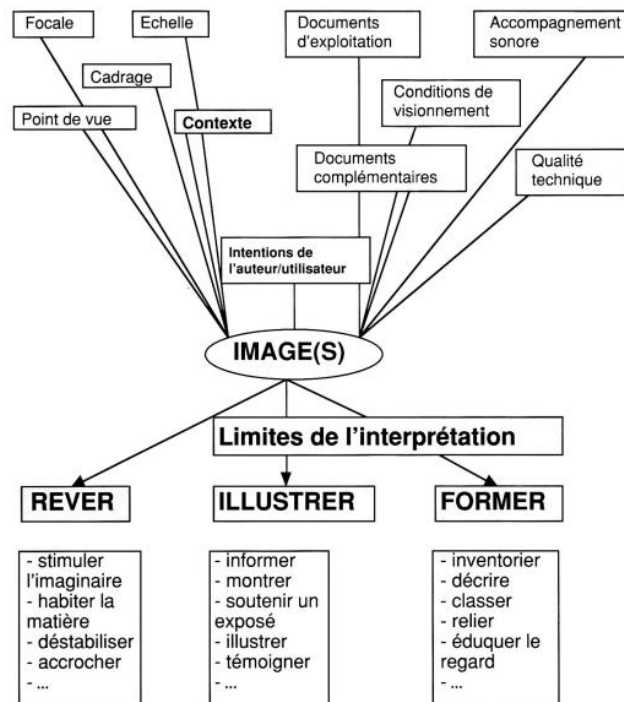 Focale
Echelle
Documents
d'exploitation
Accompagnement
sonore
Cadrage
Conditions de
visionnement
Point de vue
Contexte
Documents
complémentaires
Qualité
technique
Intentions de
l'auteur/utilisateur
IMAGE(S)
Limites de l'interprétation
REVER
ILLUSTRER
FORMER
- stimuler
l'imaginaire
- habiter la
matière
- déstabiliser
- accrocher
- ...
- informer
- montrer
- soutenir un
exposé
- illustrer
- témoigner
- ...
- inventorier
- décrire
- classer
- relier
- éduquer le
regard
- ...